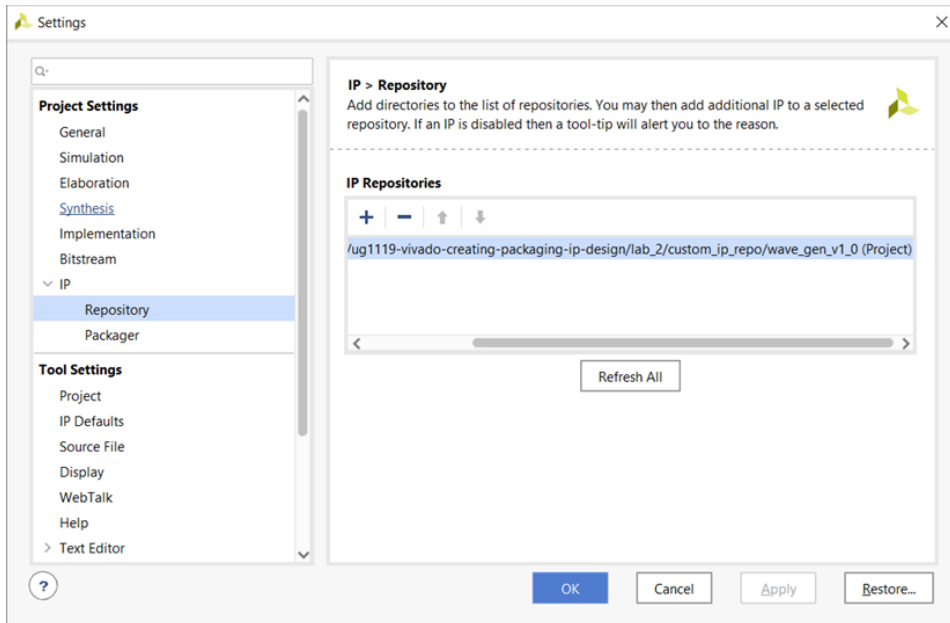 Settings
Project Settings
General
Simulation
Elaboration
Synthesis
Implementation
Bitstream
IP
Repository
Packager
Tool Settings
Project
IP Defaults
Source File
Display
WebTalk
Help
Text Editor
IP > Repository
Add directories to the list of repositories. You may then add additional IP to a selected
repository. If an IP is disabled then a tool-tip will alert you to the reason.
IP Repositories
/ug1119-vivado-creating-packaging-ip-design/lab_2/custom_ip_repo/wave_gen_v1_0 (Project)
Refresh All
?
OK
Cancel
Apply
Restore...